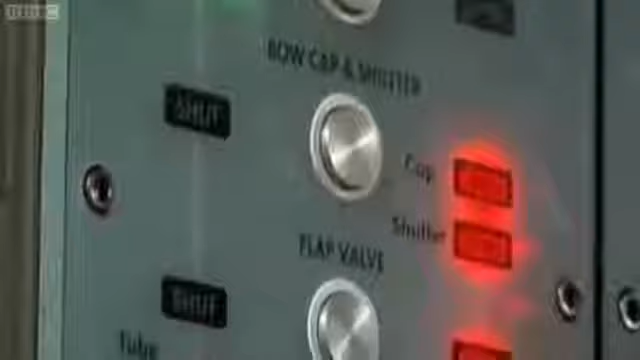 BBC
BOW CAP & SHUTTER
SHUT
Cap
Shutter
FLAP VALVE
SHUT
Tube